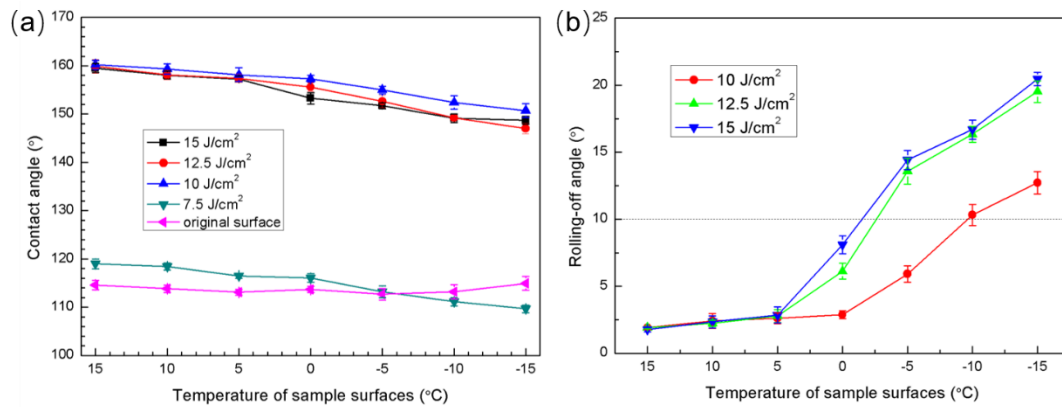 (a)
170
160
150
140
130
120
110
100
Contact angle (°)
15 J/cm²
12.5 J/cm²
10 J/cm²
7.5 J/cm²
original surface
15 10 5 0 -5 -10 -15
Temperature of sample surfaces (°C)
(b)
25
20
15
10
5
0
Rolling-off angle (°)
10 J/cm²
12.5 J/cm²
15 J/cm²
15 10 5 0 -5 -10 -15
Temperature of sample surfaces (°C)